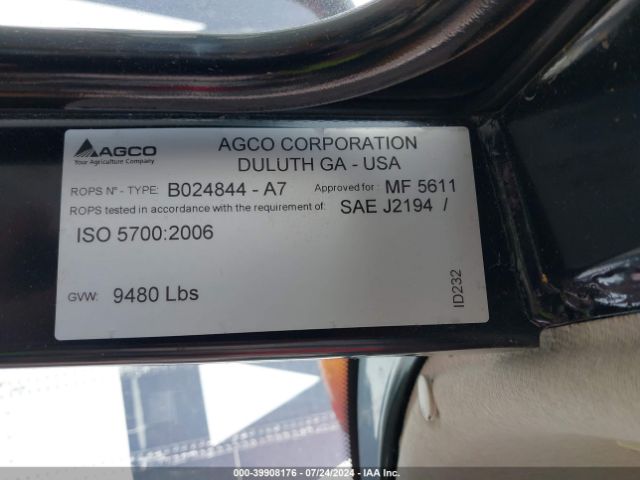 AGCO
Your Agriculture Company
AGCO CORPORATION
DULUTH GA - USA
ROPS N° - TYPE: B024844 - A7 Approved for : MF 5611
ROPS tested in accordance with the requirement of: SAE J2194 /
ISO 5700:2006
GVW: 9480 Lbs
ID232
000-39908176 - 07/24/2024 - IAA Inc.